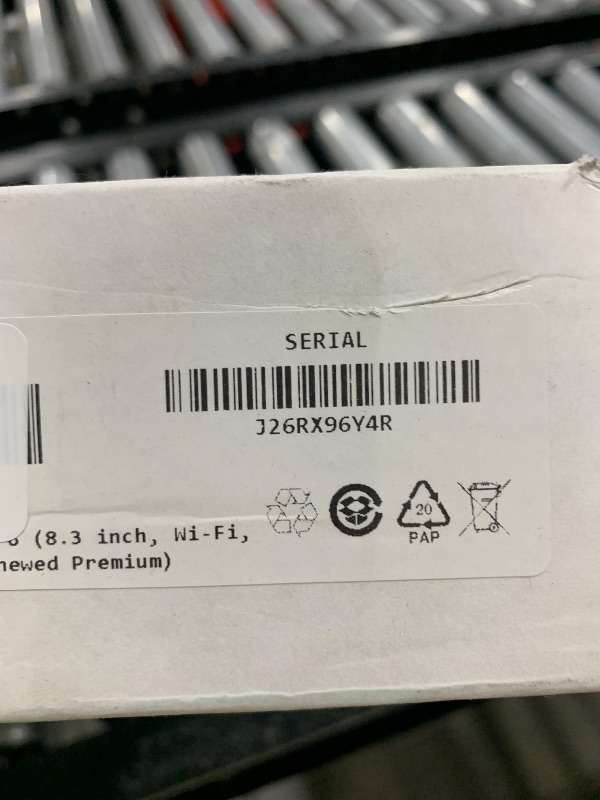 SERIAL
J26RX96Y4R
20
PAP
(8.3 inch, Wi-Fi,
newed Premium)